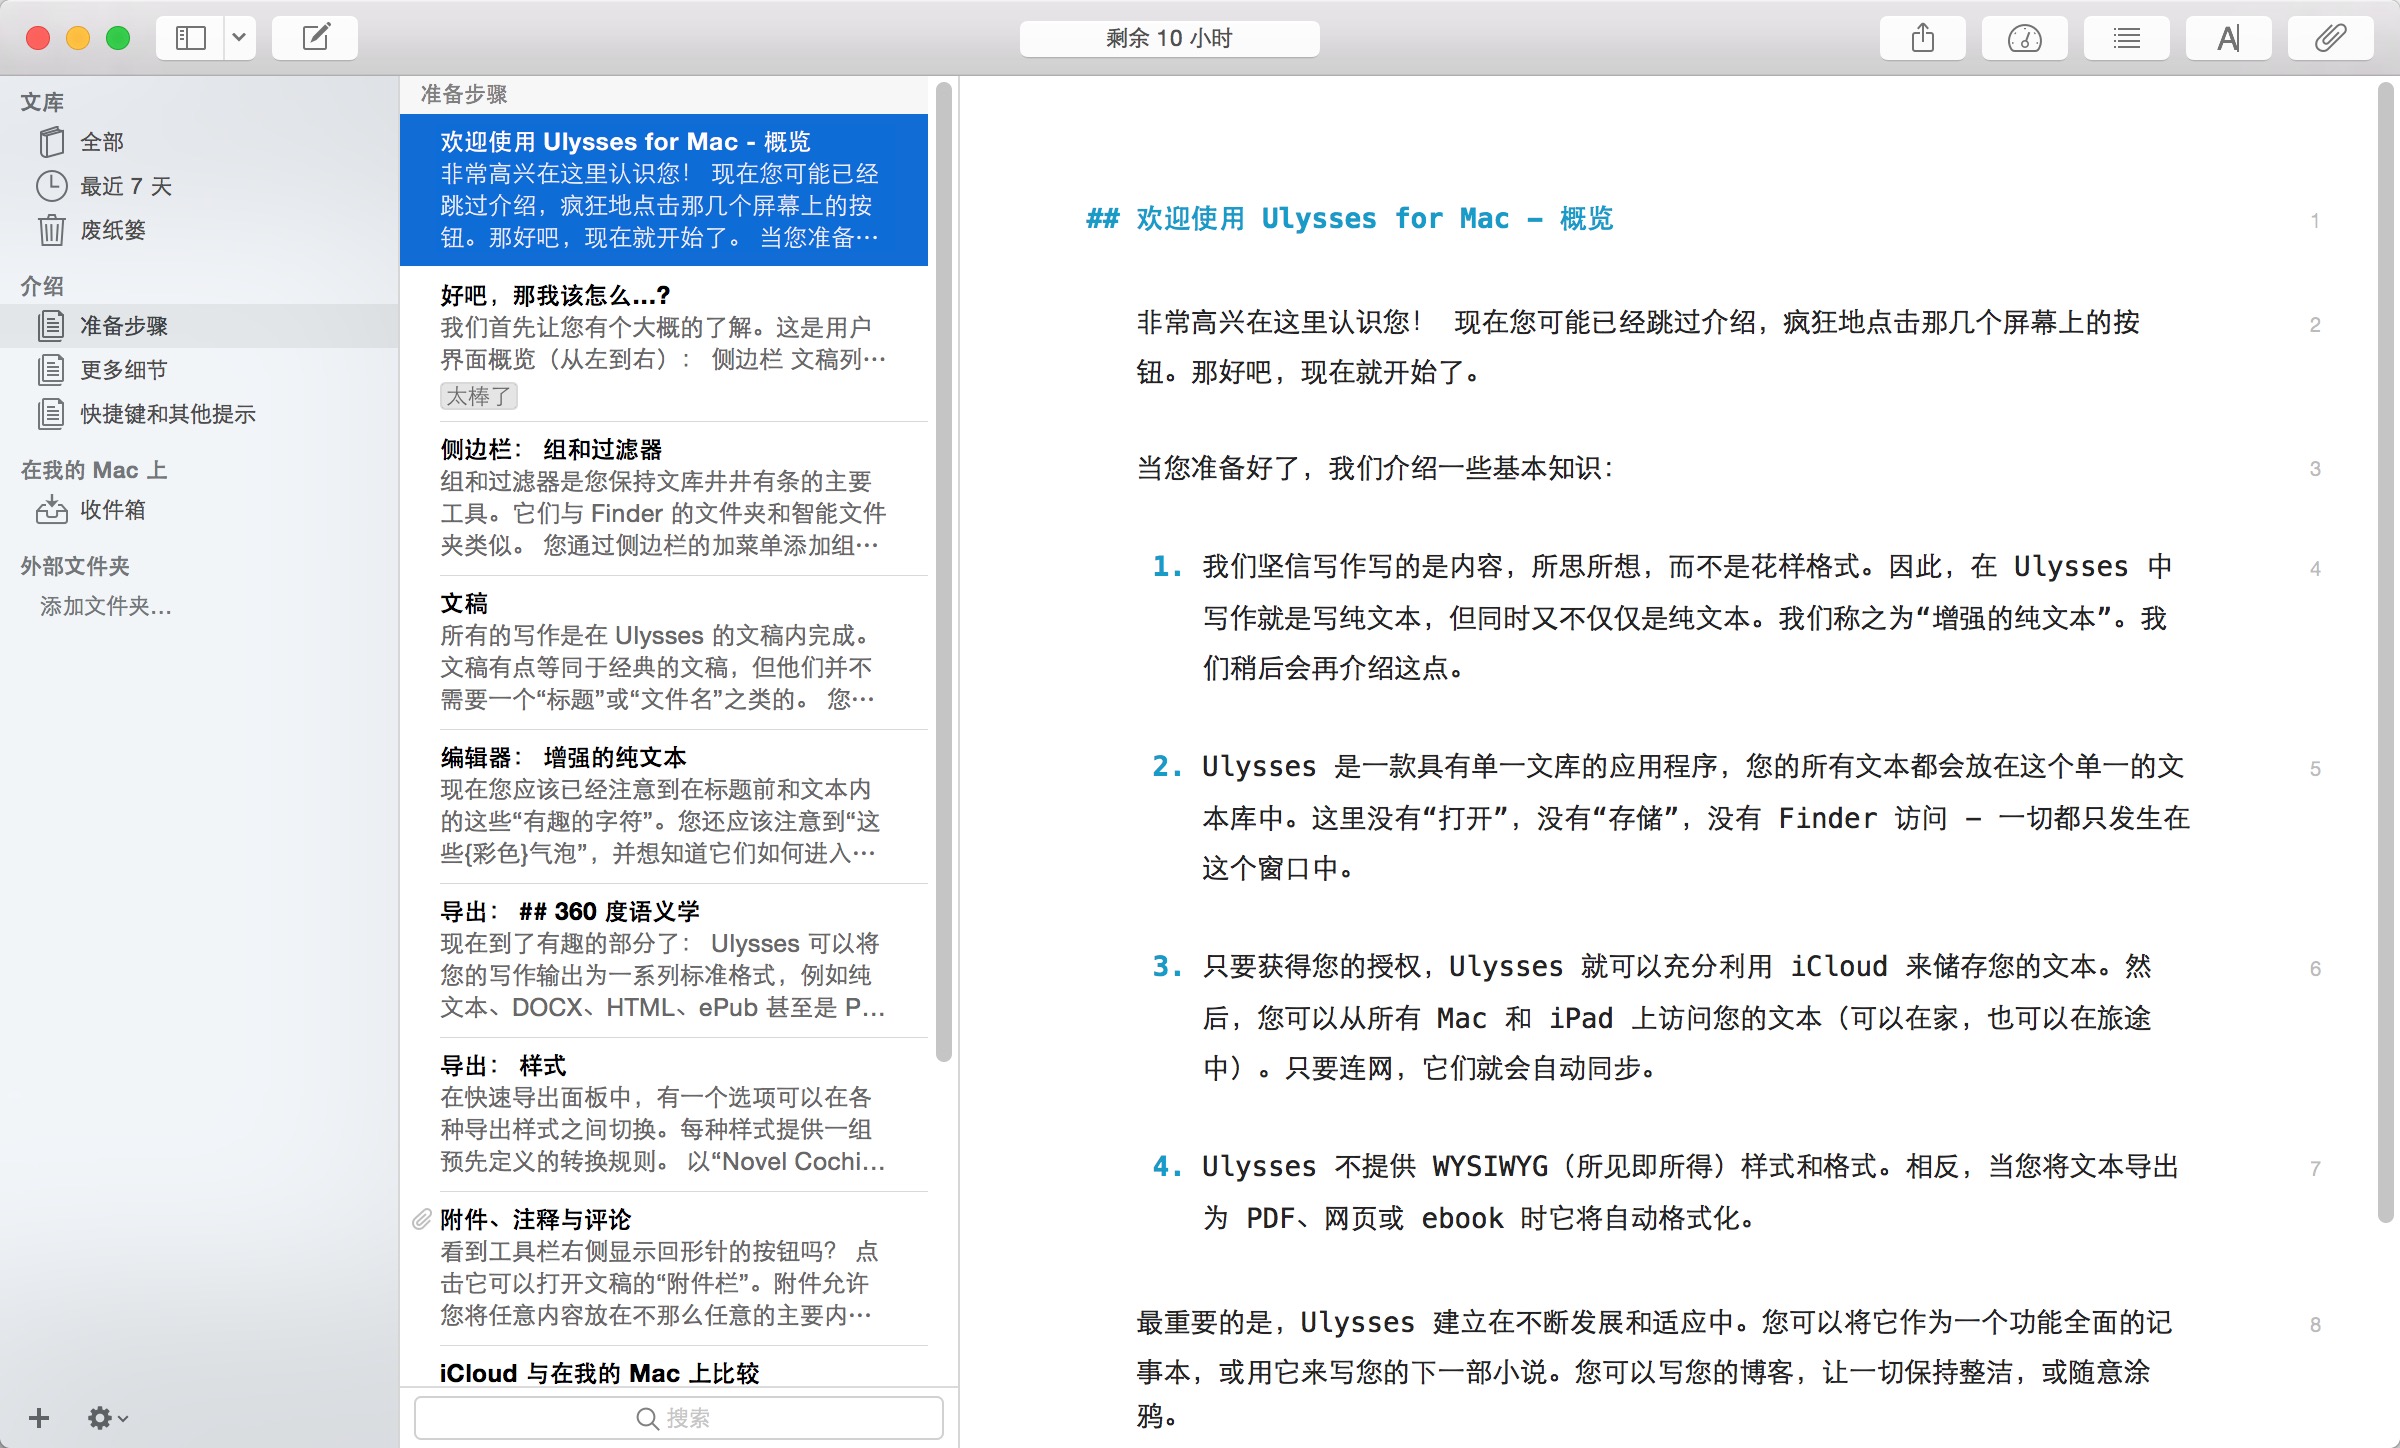 剩余 10 小时
文库
全部
最近 7 天
废纸篓
介绍
准备步骤
更多细节
快捷键和其他提示
在我的 Mac 上
收件箱
外部文件夹
添加文件夹...
准备步骤
欢迎使用 Ulysses for Mac - 概览
非常高兴在这里认识您！ 现在您可能已经
跳过介绍，疯狂地点击那几个屏幕上的按
钮。那好吧，现在就开始了。 当您准备…
好吧，那我该怎么...?
我们首先让您有个大概的了解。这是用户
界面概览（从左到右）： 侧边栏 文稿列…
太棒了
侧边栏： 组和过滤器
组和过滤器是您保持文库井井有条的主要
工具。它们与 Finder 的文件夹和智能文件
夹类似。 您通过侧边栏的加菜单添加组…
文稿
所有的写作是在 Ulysses 的文稿内完成。
文稿有点等同于经典的文稿，但他们并不
需要一个“标题”或“文件名”之类的。 您…
编辑器： 增强的纯文本
现在您应该已经注意到在标题前和文本内
的这些“有趣的字符”。您还应该注意到“这
些{彩色}气泡”，并想知道它们如何进入…
导出： ## 360 度语义学
现在到了有趣的部分了： Ulysses 可以将
您的写作输出为一系列标准格式，例如纯
文本、DOCX、HTML、ePub 甚至是 P...
导出： 样式
在快速导出面板中，有一个选项可以在各
种导出样式之间切换。每种样式提供一组
预先定义的转换规则。 以“Novel Cochi...
附件、注释与评论
看到工具栏右侧显示回形针的按钮吗？ 点
击它可以打开文稿的“附件栏”。附件允许
您将任意内容放在不那么任意的主要内…
iCloud 与在我的 Mac 上比较
搜索
## 欢迎使用 Ulysses for Mac – 概览 1
非常高兴在这里认识您！ 现在您可能已经跳过介绍，疯狂地点击那几个屏幕上的按 2
钮。那好吧，现在就开始了。
当您准备好了，我们介绍一些基本知识： 3
1. 我们坚信写作写的是内容，所思所想，而不是花样格式。因此，在 Ulysses 中 4
写作就是写纯文本，但同时又不仅仅是纯文本。我们称之为“增强的纯文本”。我
们稍后会再介绍这点。
2. Ulysses 是一款具有单一文库的应用程序，您的所有文本都会放在这个单一的文 5
本库中。这里没有“打开”，没有“存储”，没有 Finder 访问 – 一切都只发生在
这个窗口中。
3. 只要获得您的授权，Ulysses 就可以充分利用 iCloud 来储存您的文本。然 6
后，您可以从所有 Mac 和 iPad 上访问您的文本（可以在家，也可以在旅途
中）。只要连网，它们就会自动同步。
4. Ulysses 不提供 WYSIWYG（所见即所得）样式和格式。相反，当您将文本导出 7
为 PDF、网页或 ebook 时它将自动格式化。
最重要的是，Ulysses 建立在不断发展和适应中。您可以将它作为一个功能全面的记 8
事本，或用它来写您的下一部小说。您可以写您的博客，让一切保持整洁，或随意涂
鸦。